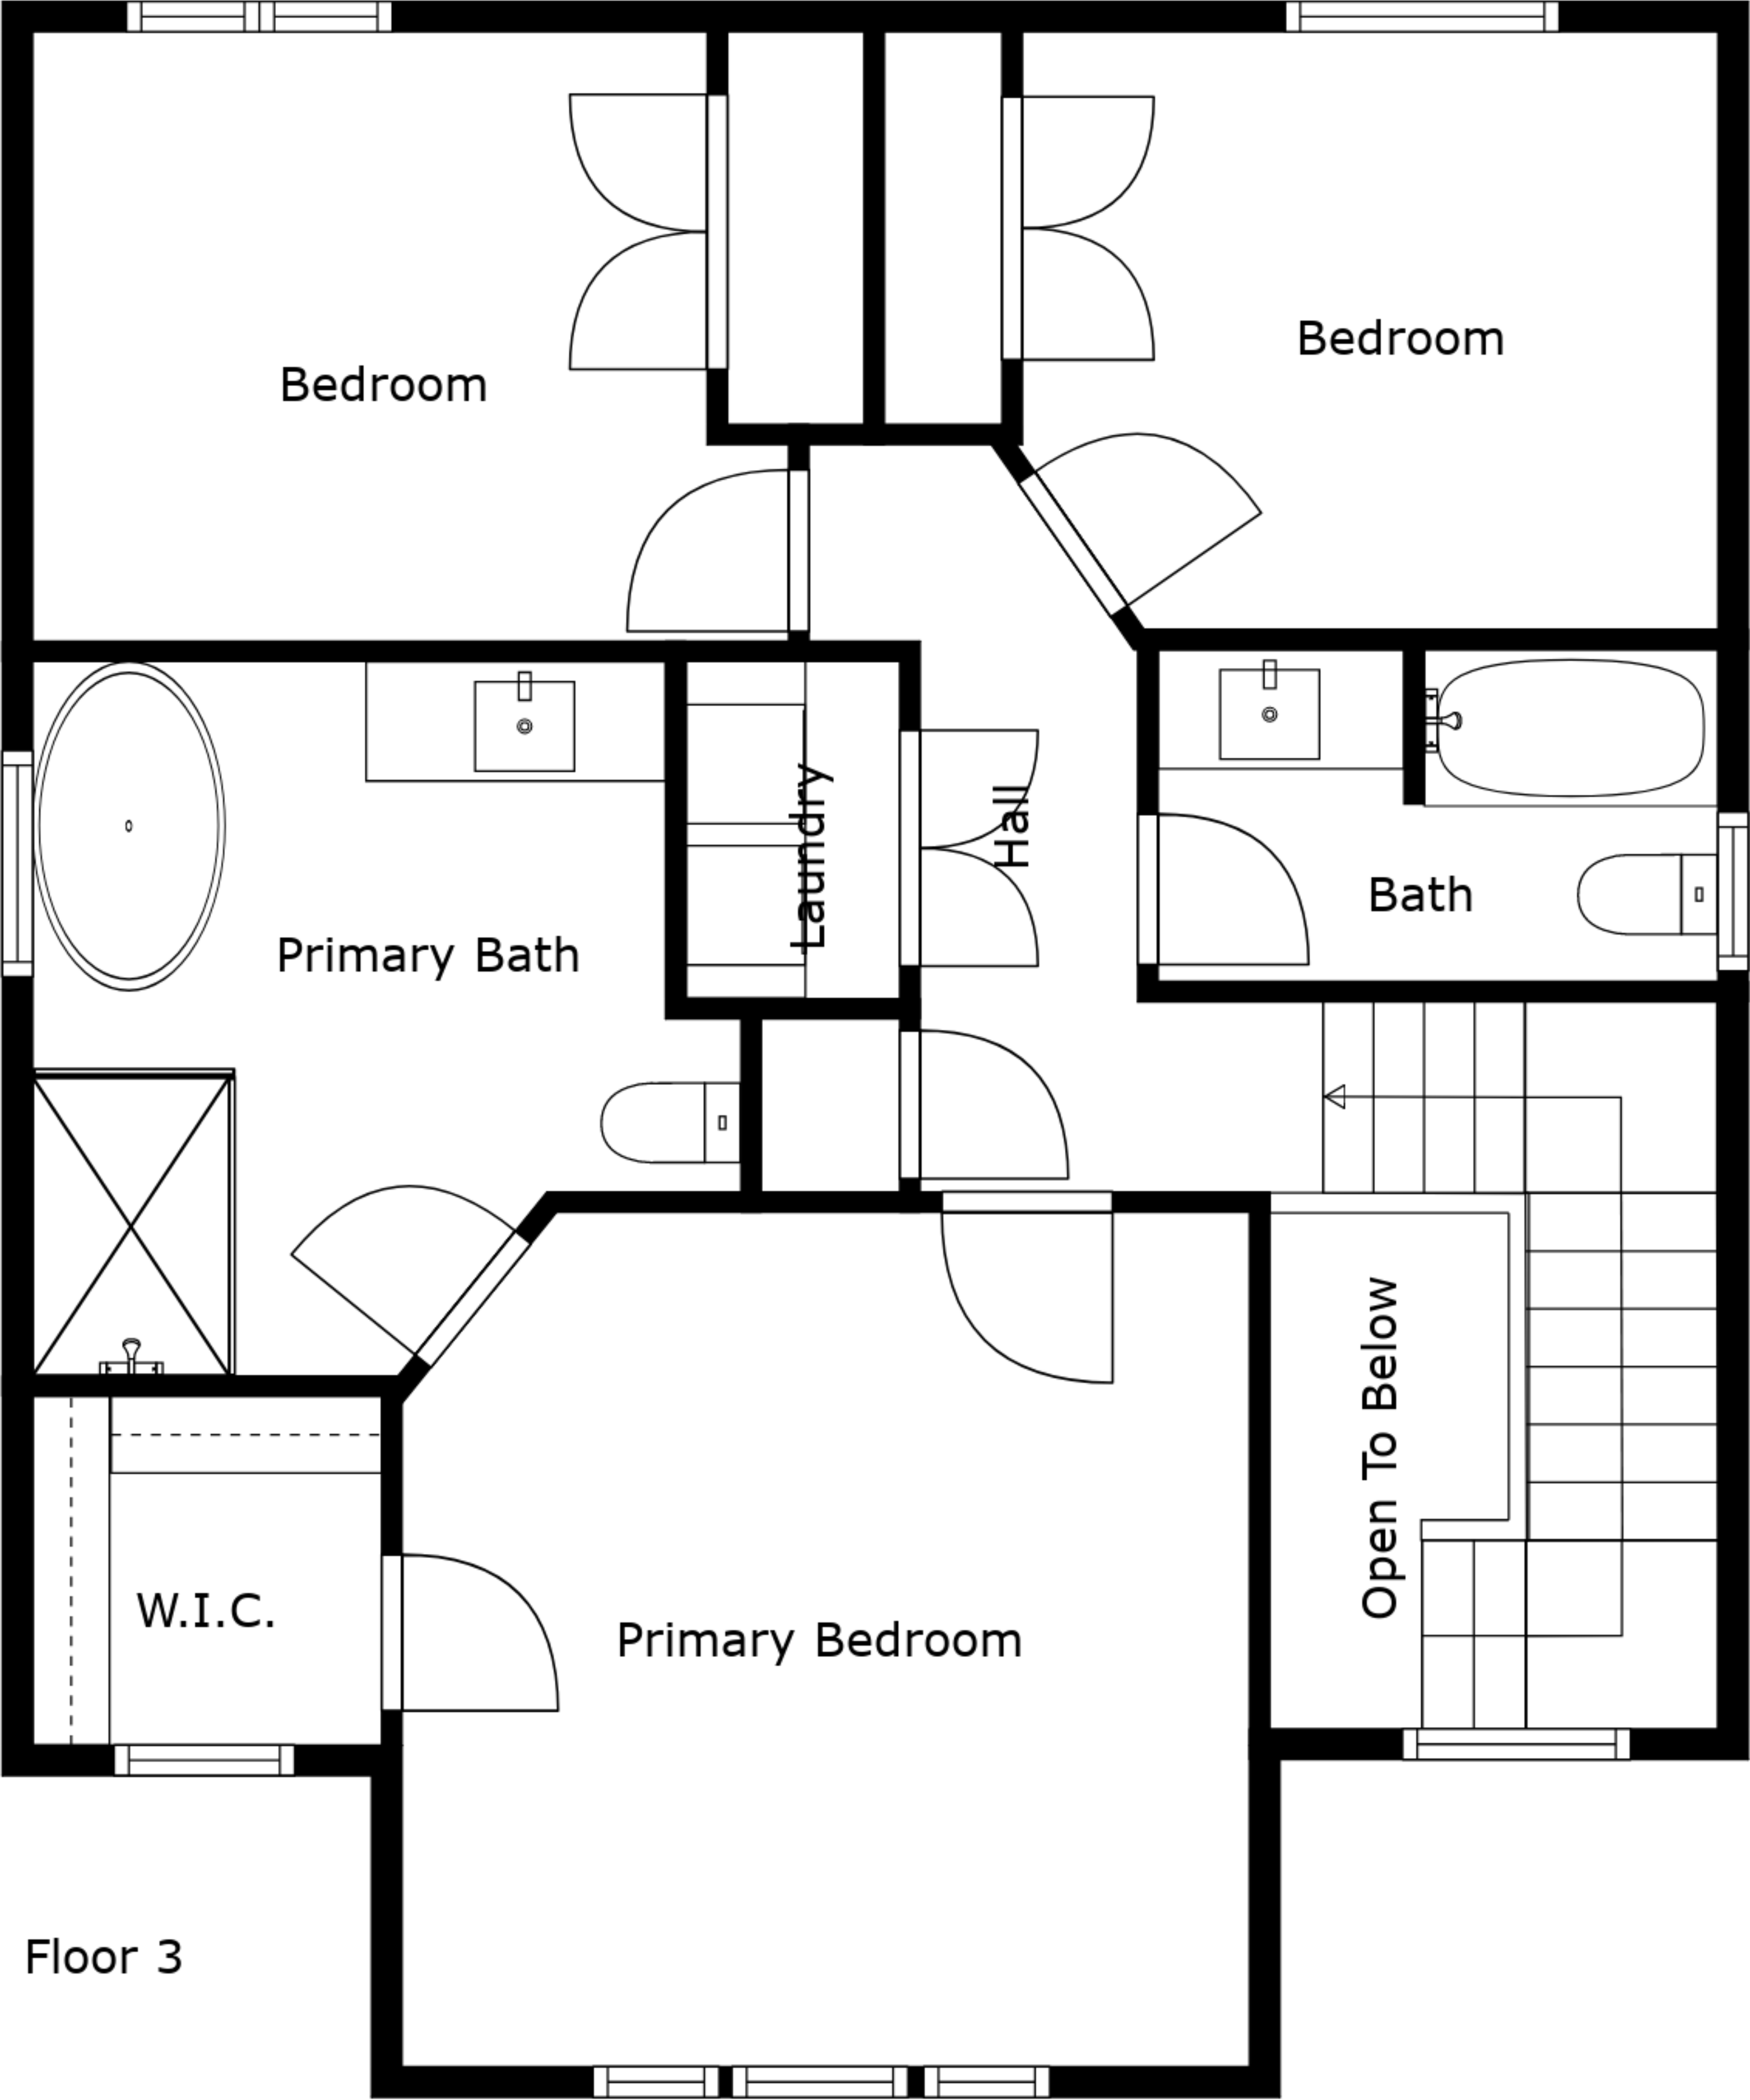 Bedroom
Bedroom
Laundry
Hall
Bath
Primary Bath
Open To Below
W.I.C.
Primary Bedroom
Floor 3